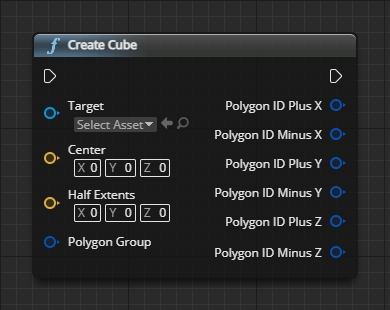 f Create Cube
Target
Select Asset
Center
X 0 Y 0 Z 0
Half Extents
X 0 Y 0 Z 0
Polygon Group
Polygon ID Plus X
Polygon ID Minus X
Polygon ID Plus Y
Polygon ID Minus Y
Polygon ID Plus Z
Polygon ID Minus Z